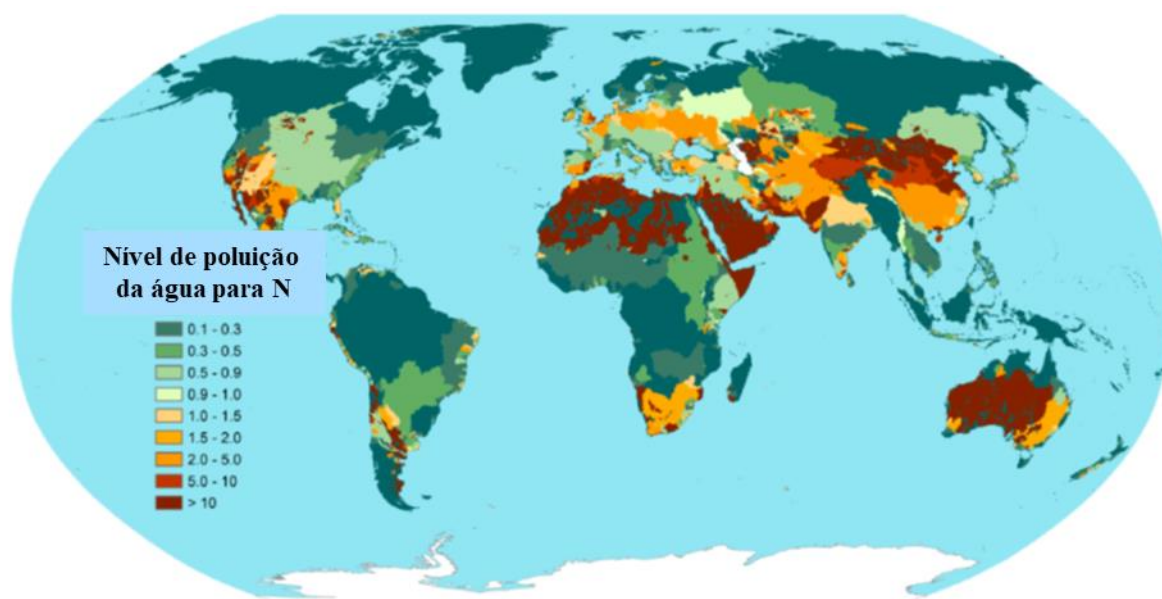 Nível de poluição
da água para N
0.1 - 0.3
0.3 - 0.5
0.5 - 0.9
0.9 - 1.0
1.0 - 1.5
1.5 - 2.0
2.0 - 5.0
5.0 - 10
> 10